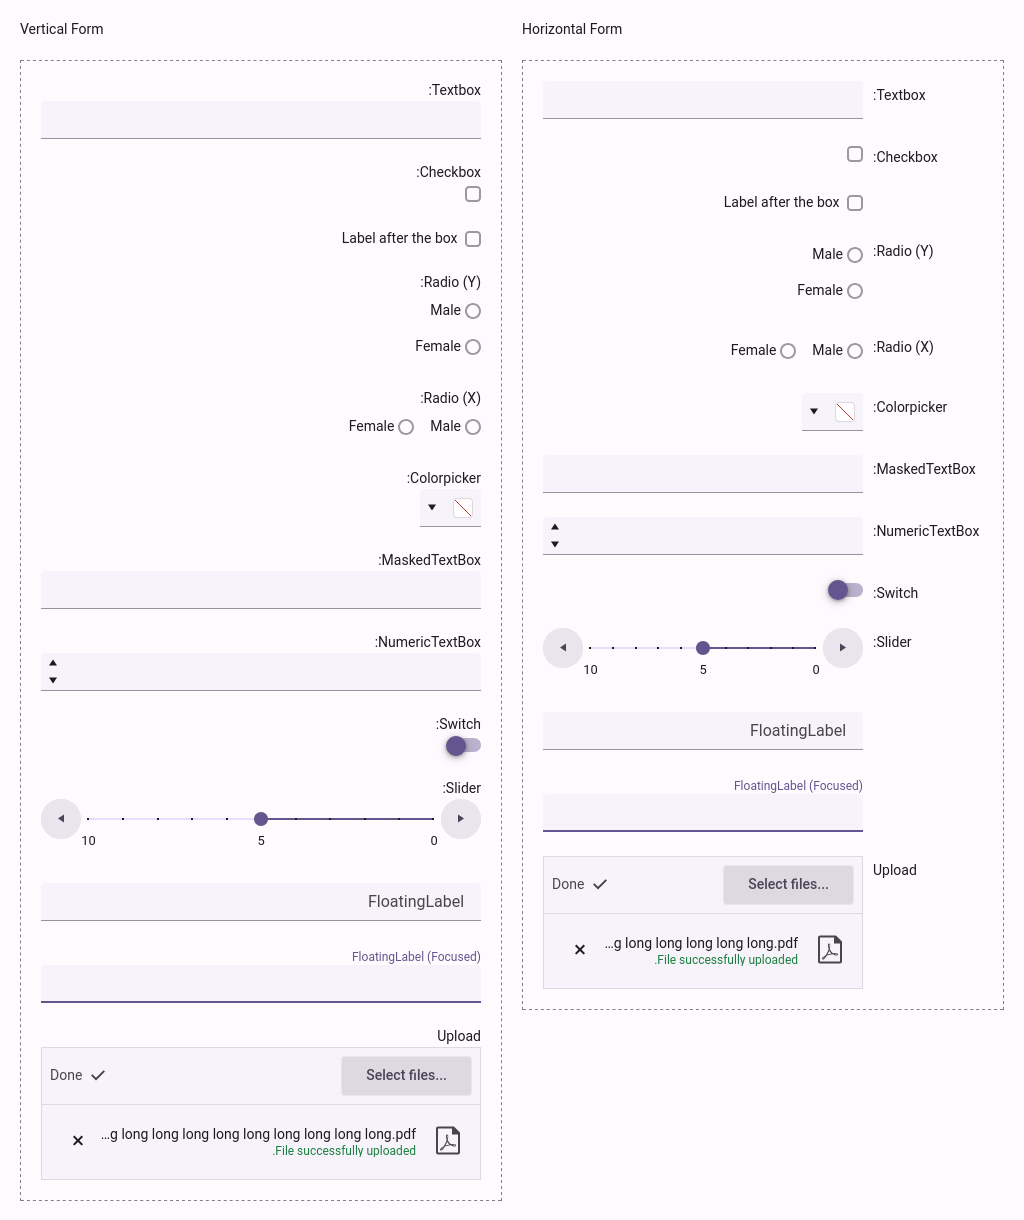 Vertical Form
:Textbox
:Checkbox
Label after the box
:Radio (Y)
Male
Female
:Radio (X)
Female Male
:Colorpicker
:MaskedTextBox
:NumericTextBox
:Switch
:Slider
10 5 0
FloatingLabel
FloatingLabel (Focused)
Upload
Done Select files...
...g long long long long long long long long long.pdf
.File successfully uploaded
Horizontal Form
:Textbox
:Checkbox
Label after the box
Male :Radio (Y)
Female
Female Male :Radio (X)
:Colorpicker
:MaskedTextBox
:NumericTextBox
:Switch
:Slider
10 5 0
FloatingLabel
FloatingLabel (Focused)
Upload
Done Select files...
...g long long long long long.pdf
.File successfully uploaded